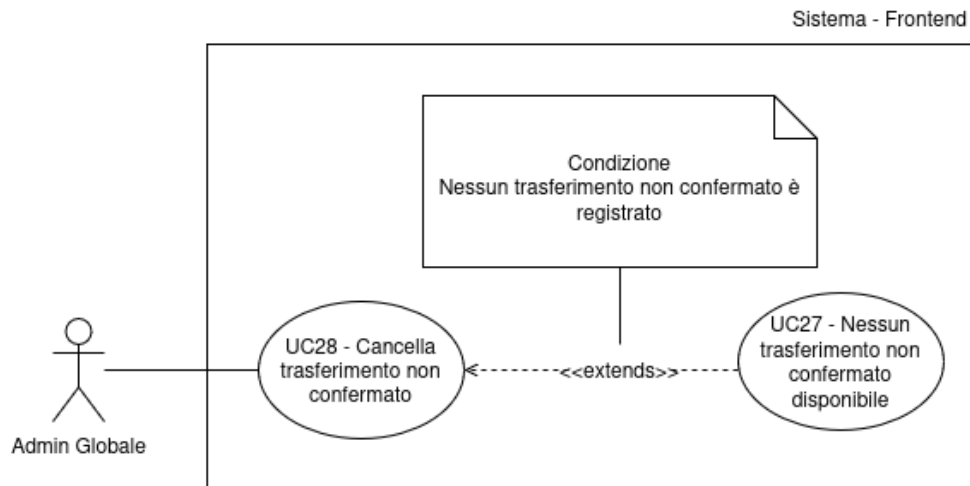 Sistema - Frontend
Condizione
Nessun trasferimento non confermato è
registrato
UC28 - Cancella
trasferimento non
confermato
<<extends>>
UC27 - Nessun
trasferimento non
confermato
disponibile
Admin Globale